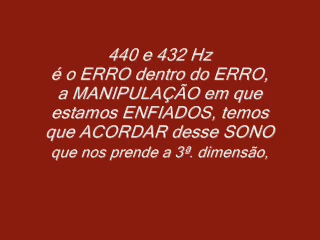 440 e 432 Hz
é o ERRO dentro do ERRO,
a MANIPULAÇÃO em que
estamos ENFIADOS, temos
que ACORDAR desse SONO
que nos prende a 3ª. dimensão,